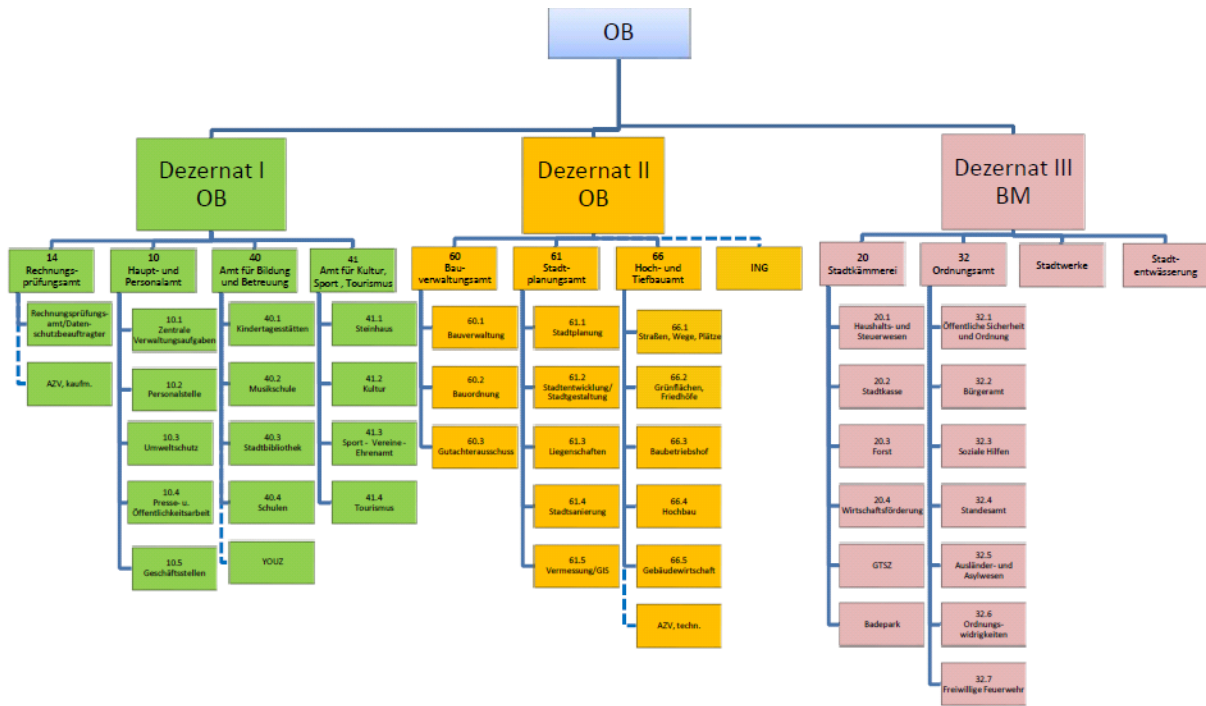 OB
Dezernat I
OB
Dezernat II
OB
Dezernat III
BM
14
Rechnungs-
prüfungsamt
Rechnungsprüfungs-
amt/Daten-
schutzbeauftragter
AZV, kaufm.
10
Haupt- und
Personalamt
10.1
Zentrale
Verwaltungsaufgaben
10.2
Personalstelle
10.3
Umweltschutz
10.4
Presse- u.
Öffentlichkeitsarbeit
10.5
Geschäftsstellen
40
Amt für Bildung
und Betreuung
40.1
Kindertagesstätten
40.2
Musikschule
40.3
Stadtbibliothek
40.4
Schulen
YOUZ
41
Amt für Kultur,
Sport , Tourismus
41.1
Steinhaus
41.2
Kultur
41.3
Sport - Vereine -
Ehrenamt
41.4
Tourismus
60
Bau-
verwaltungsamt
60.1
Bauverwaltung
60.2
Bauordnung
60.3
Gutachterausschuss
61
Stadt-
planungsamt
61.1
Stadtplanung
61.2
Stadtentwicklung/
Stadtgestaltung
61.3
Liegenschaften
61.4
Stadtsanierung
61.5
Vermessung/GIS
66
Hoch- und
Tiefbauamt
66.1
Straßen, Wege, Plätze
66.2
Grünflächen,
Friedhöfe
66.3
Baubetriebshof
66.4
Hochbau
66.5
Gebäudewirtschaft
AZV, techn.
ING
20
Stadtkämmerei
20.1
Haushalts- und
Steuerwesen
20.2
Stadtkasse
20.3
Forst
20.4
Wirtschaftsförderung
GTSZ
Badepark
32
Ordnungsamt
32.1
Öffentliche Sicherheit
und Ordnung
32.2
Bürgeramt
32.3
Soziale Hilfen
32.4
Standesamt
32.5
Ausländer- und
Asylwesen
32.6
Ordnungs-
widrigkeiten
32.7
Freiwillige Feuerwehr
Stadtwerke
Stadt-
entwässerung